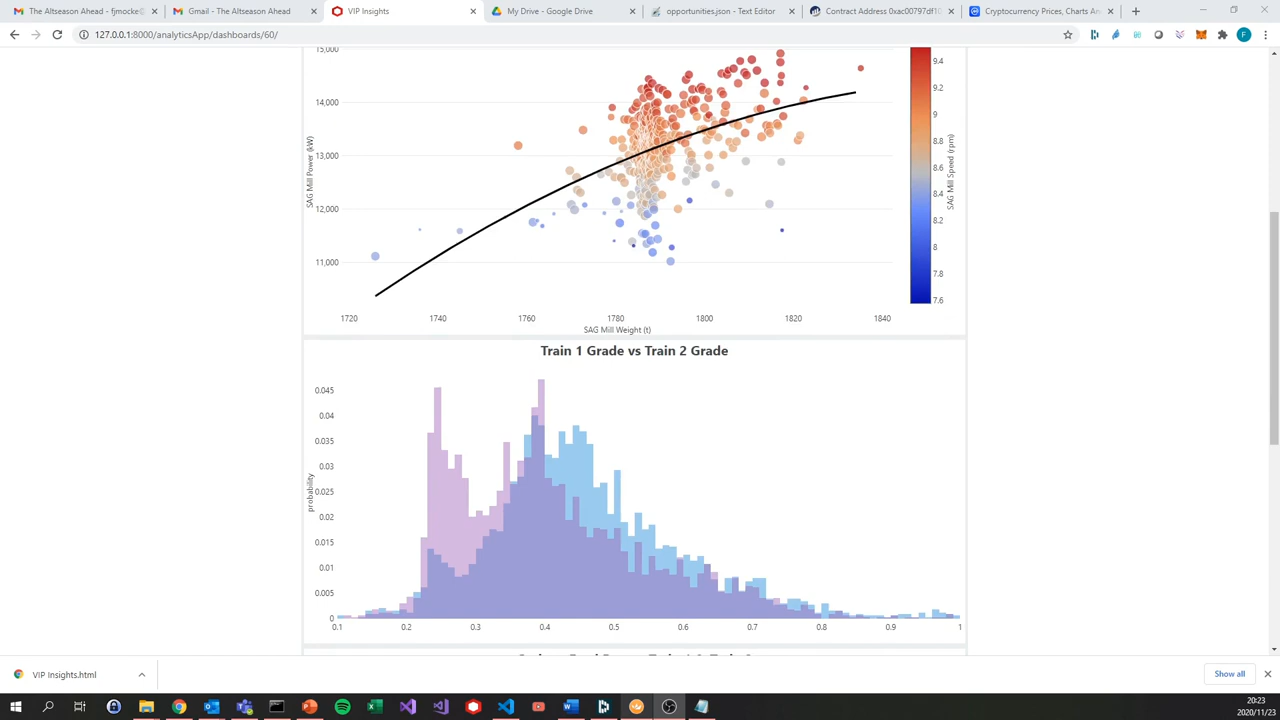 The Altseason Ahead - fjmocke@
Gmail - The Altseason Ahead
VIP Insights
My Drive - Google Drive
opportunities.json - Text Editor
Contract Address 0xac00797df10
Cryptocurrency Prices, Charts An
127.0.0.1:8000/analyticsApp/dashboards/60/
F
15,000
14,000
13,000
12,000
11,000
SAG Mill Power (kW)
1720 1740 1760 1780 1800 1820 1840
SAG Mill Weight (t)
9.4
9.2
9
8.8
8.6
8.4
8.2
8
7.8
7.6
SAG Mill Speed (rpm)
Train 1 Grade vs Train 2 Grade
0.045
0.04
0.035
0.03
0.025
0.02
0.015
0.01
0.005
0
probability
0.1 0.2 0.3 0.4 0.5 0.6 0.7 0.8 0.9 1
VIP Insights.html
Show all
20:23
2020/11/23